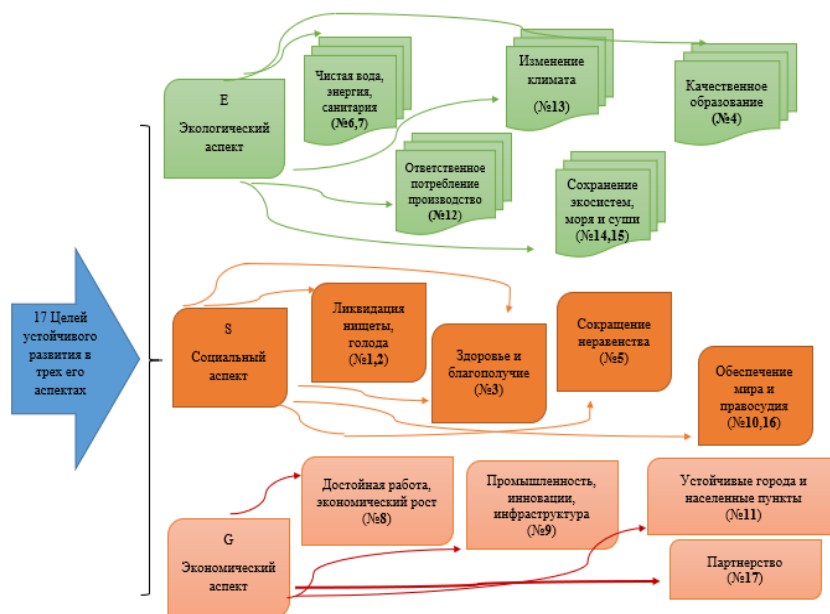 17 Целей
устойчивого
развития в
трех его
аспектах
E
Экологический
аспект
Чистая вода,
энергия,
санитария
(№6,7)
Изменение
климата
(№13)
Качественное
образование
(№4)
Ответственное
потребление
производство
(№12)
Сохранение
экосистем,
моря и суши
(№14,15)
S
Социальный
аспект
Ликвидация
нищеты,
голода
(№1,2)
Здоровье и
благополучие
(№3)
Сокращение
неравенства
(№5)
Обеспечение
мира и
правосудия
(№10,16)
G
Экономический
аспект
Достойная работа,
экономический рост
(№8)
Промышленность,
инновации,
инфраструктура
(№9)
Устойчивые города и
населенные пункты
(№11)
Партнерство
(№17)